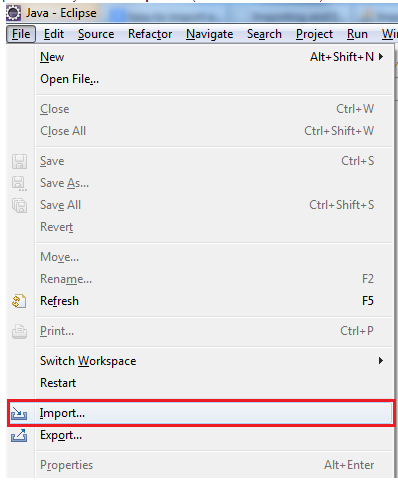 Java - Eclipse
File Edit Source Refactor Navigate Search Project Run
New Alt+Shift+N
Open File...
Close Ctrl+W
Close All Ctrl+Shift+W
Save Ctrl+S
Save As...
Save All Ctrl+Shift+S
Revert
Move...
Rename... F2
Refresh F5
Print... Ctrl+P
Switch Workspace
Restart
Import...
Export...
Properties Alt+Enter